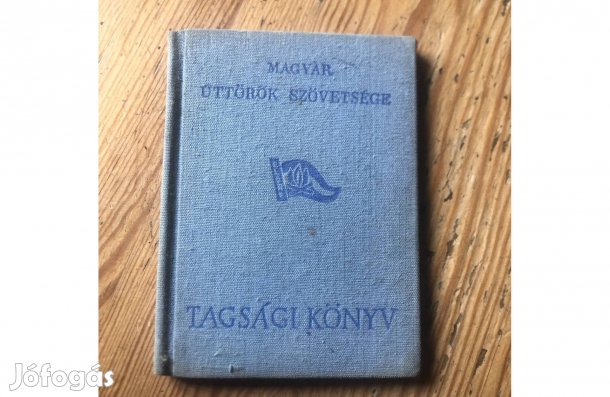 MAGYAR
ÚTTÖRŐK SZÖVETSÉGE
TAGSÁGI KÖNYV
Jófogás